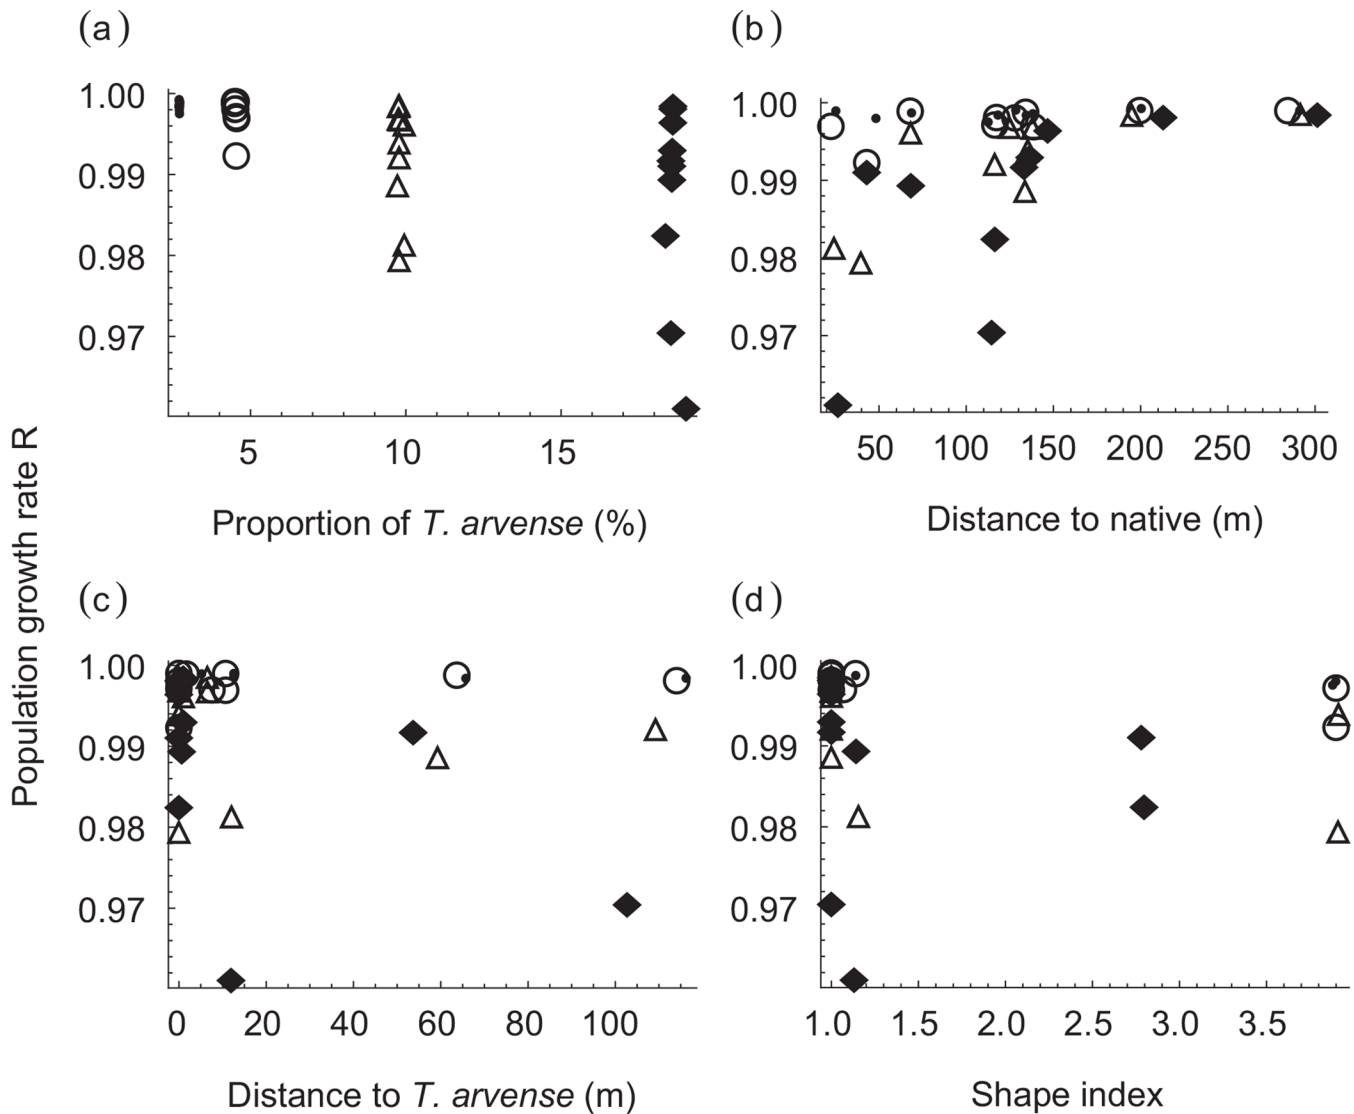 (a)
1.00
0.99
0.98
0.97
5 10 15
Proportion of T. arvense (%)
(b)
1.00
0.99
0.98
0.97
50 100 150 200 250 300
Distance to native (m)
Population growth rate R
(c)
1.00
0.99
0.98
0.97
0 20 40 60 80 100
Distance to T. arvense (m)
(d)
1.00
0.99
0.98
0.97
1.0 1.5 2.0 2.5 3.0 3.5
Shape index